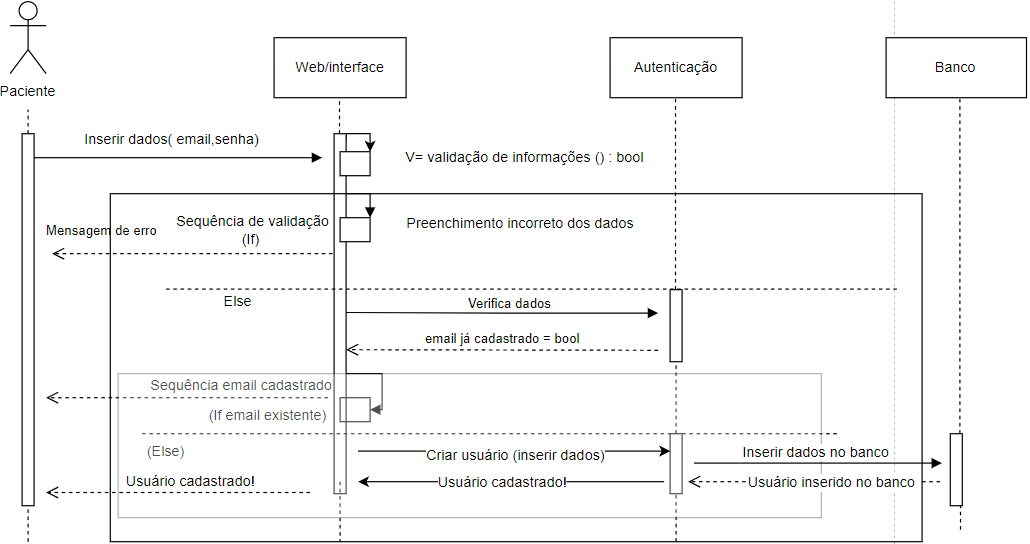 Paciente
Web/interface
Autenticação
Banco
Inserir dados( email,senha)
V= validação de informações () : bool
Sequência de validação
(If)
Preenchimento incorreto dos dados
Mensagem de erro
Else
Verifica dados
email já cadastrado = bool
Sequência email cadastrado
(If email existente)
(Else)
Criar usuário (inserir dados)
Inserir dados no banco
Usuário cadastrado!
Usuário cadastrado!
Usuário inserido no banco